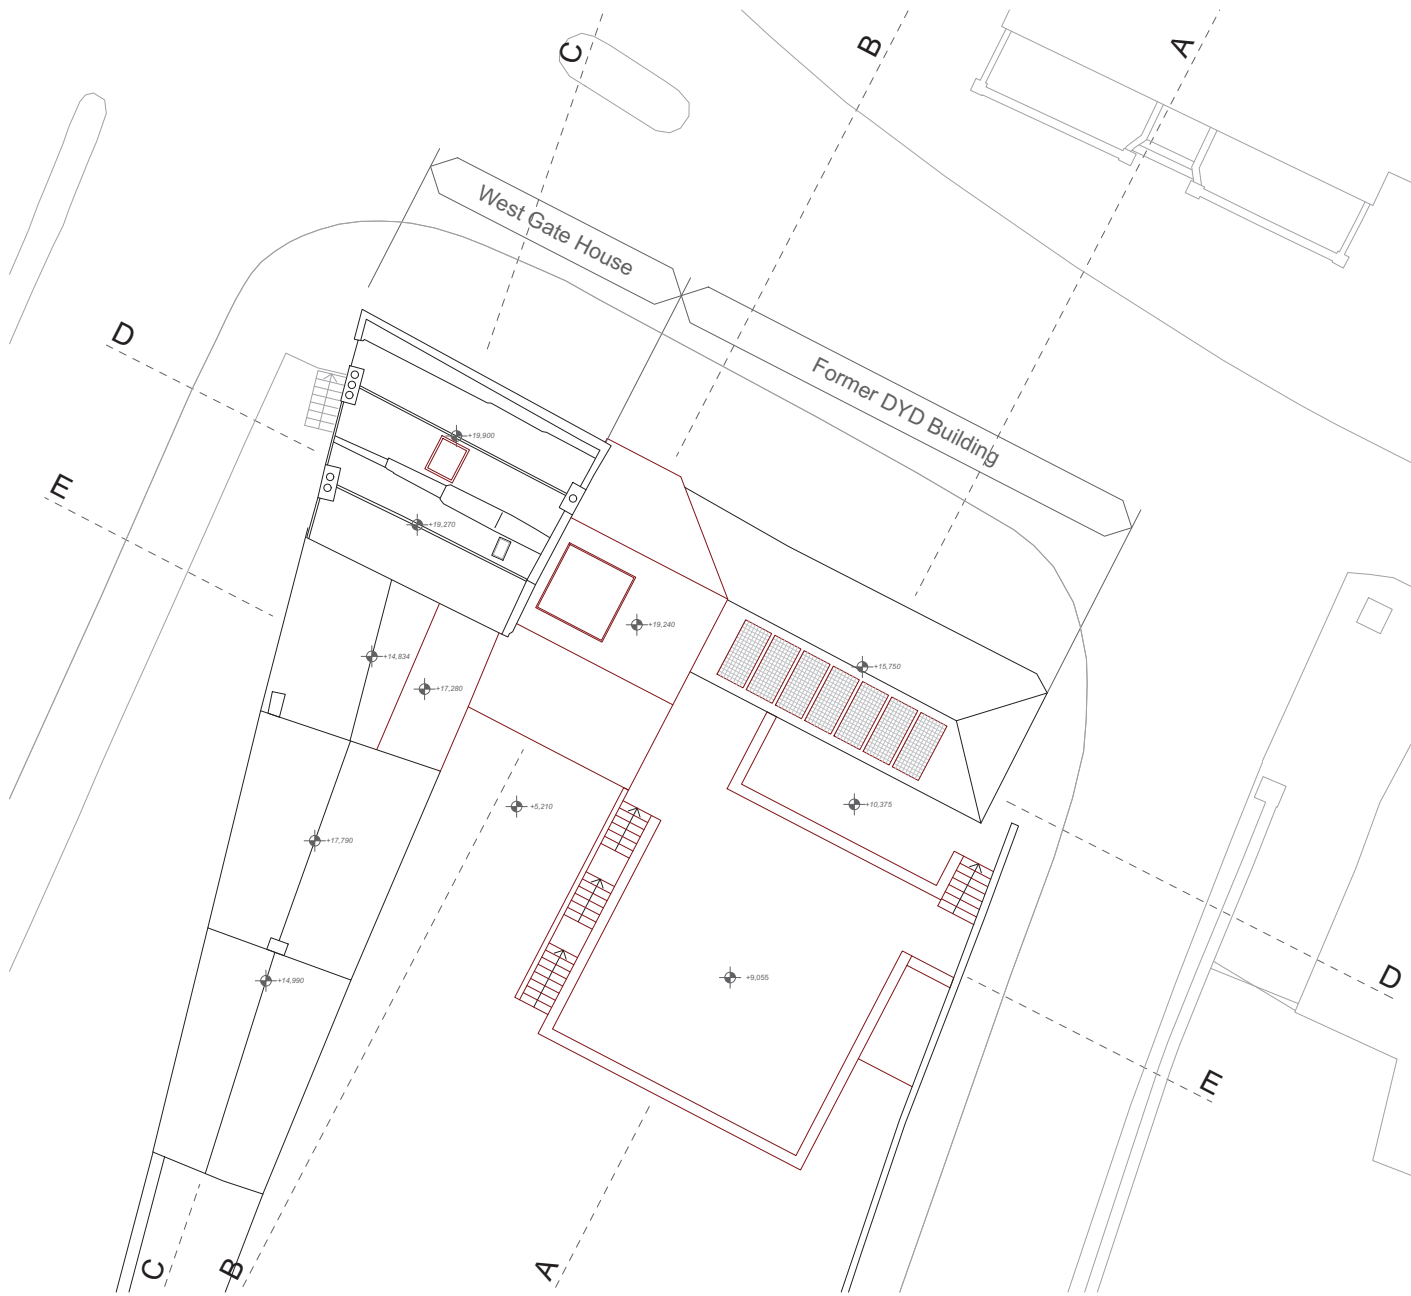 C
B
A
West Gate House
D
Former DYD Building
+19,900
E
+19,270
+19,240
+14,834
+15,750
+17,280
+5,210
+10,375
+17,790
+9,055
+14,990
D
E
C
B
A